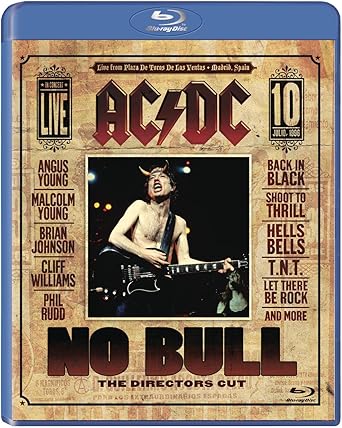 Blu-ray Disc
Live from Plaza De Toros De Las Ventas • Madrid, Spain
IN CONCERT
LIVE
AC/DC
10
JULIO, 1996
ANGUS
YOUNG
MALCOLM
YOUNG
BRIAN
JOHNSON
CLIFF
WILLIAMS
PHIL
RUDD
BACK IN
BLACK
SHOOT TO
THRILL
HELLS
BELLS
T.N.T.
LET THERE
BE ROCK
AND MORE
NO BULL
THE DIRECTORS CUT
Blu-ray Disc